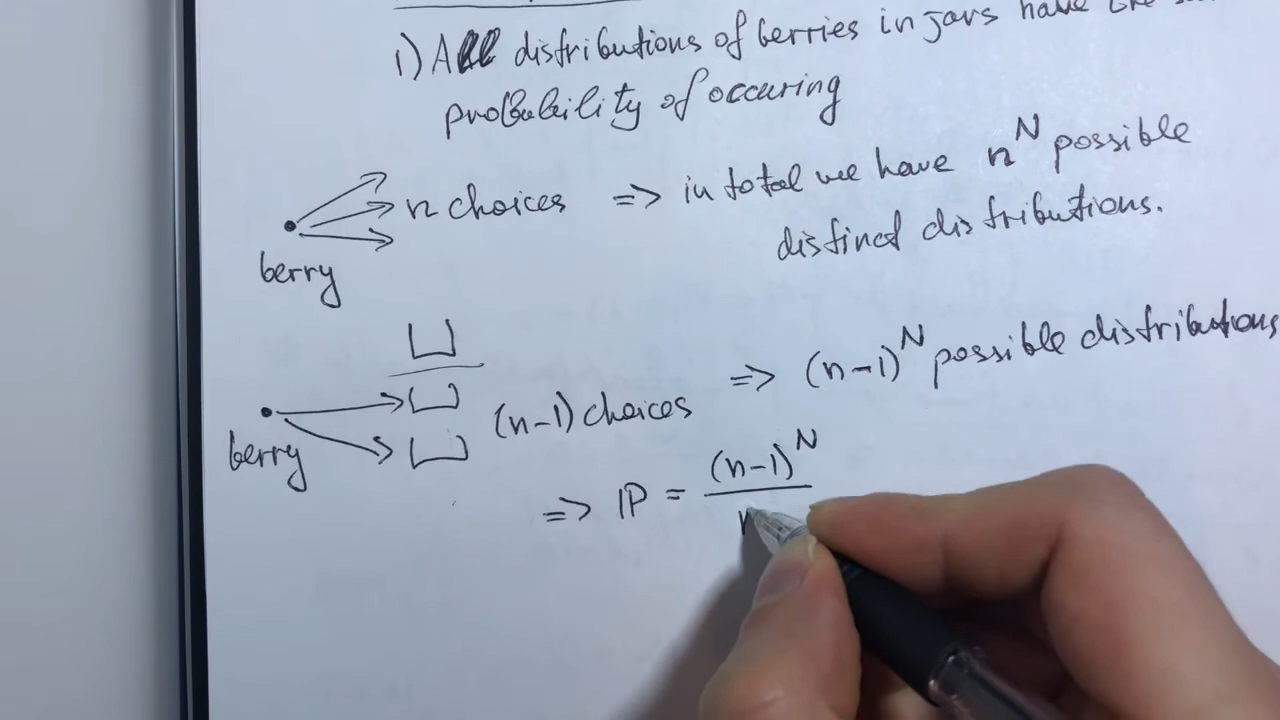 1) All distributions of berries in jars have
probability of occuring
n choices => in total we have n^N possible
berry distinct distributions.
berry (n-1) choices => (n-1)^N possible distributions
=> IP = (n-1)^N /